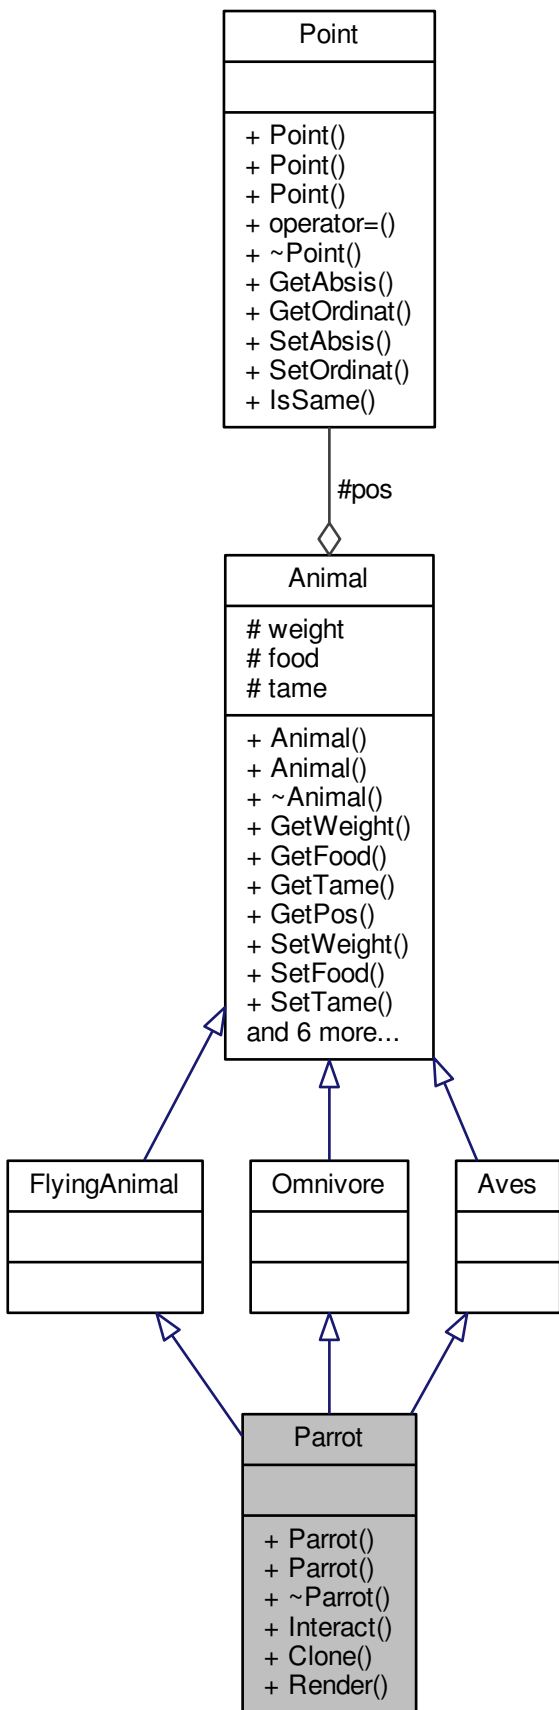 Point
+ Point()
+ Point()
+ Point()
+ operator=()
+ ~Point()
+ GetAbsis()
+ GetOrdinat()
+ SetAbsis()
+ SetOrdinat()
+ IsSame()
#pos
Animal
# weight
# food
# tame
+ Animal()
+ Animal()
+ ~Animal()
+ GetWeight()
+ GetFood()
+ GetTame()
+ GetPos()
+ SetWeight()
+ SetFood()
+ SetTame()
and 6 more...
FlyingAnimal
Omnivore
Aves
Parrot
+ Parrot()
+ Parrot()
+ ~Parrot()
+ Interact()
+ Clone()
+ Render()